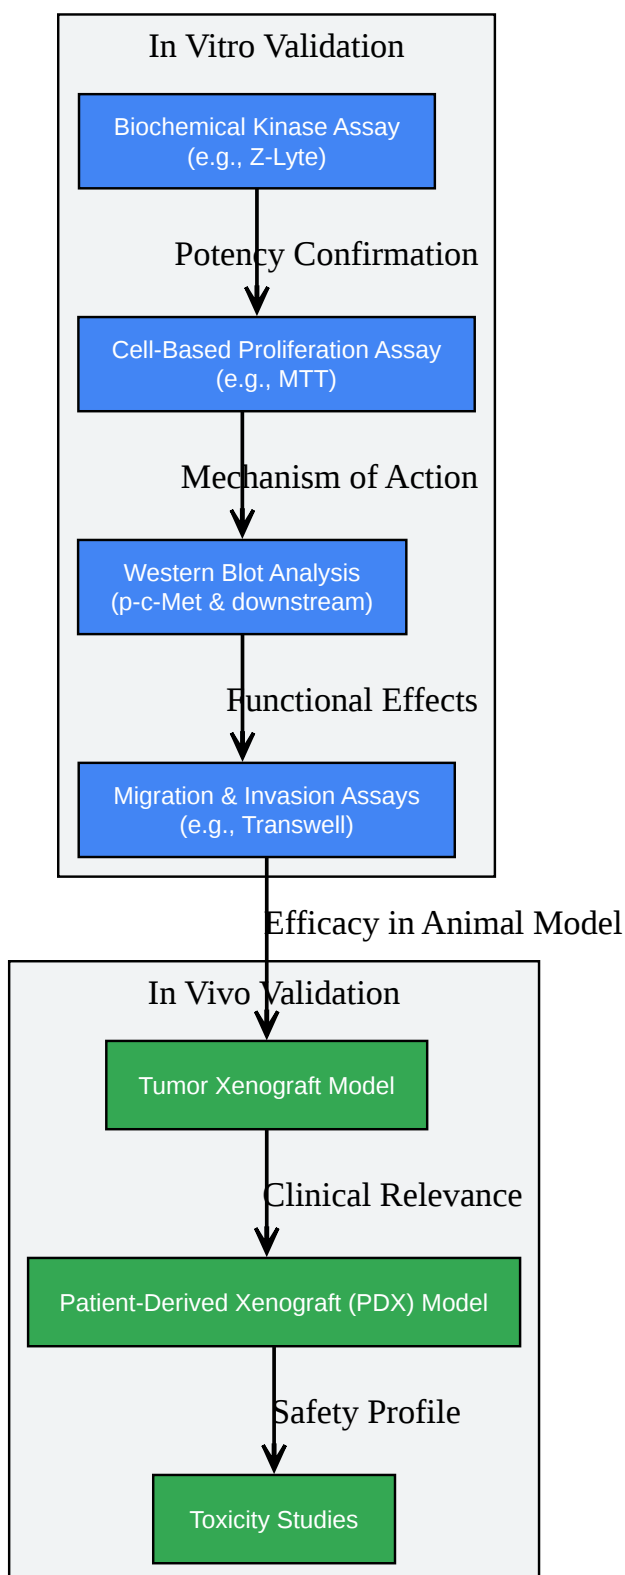 In Vitro Validation
Biochemical Kinase Assay
(e.g., Z-Lyte)
Potency Confirmation
Cell-Based Proliferation Assay
(e.g., MTT)
Mechanism of Action
Western Blot Analysis
(p-c-Met & downstream)
Functional Effects
Migration & Invasion Assays
(e.g., Transwell)
Efficacy in Animal Model
In Vivo Validation
Tumor Xenograft Model
Clinical Relevance
Patient-Derived Xenograft (PDX) Model
Safety Profile
Toxicity Studies